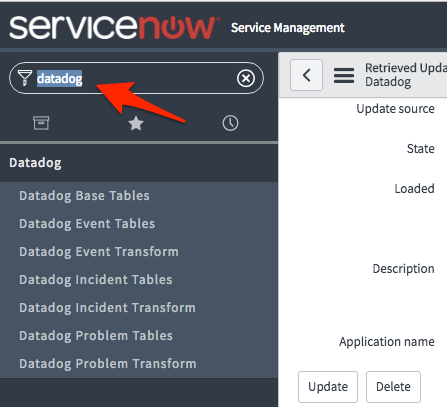 servicenow Service Management
datadog
Datadog
Datadog Base Tables
Datadog Event Tables
Datadog Event Transform
Datadog Incident Tables
Datadog Incident Transform
Datadog Problem Tables
Datadog Problem Transform
Retrieved Upda
Datadog
Update source
State
Loaded
Description
Application name
Update Delete